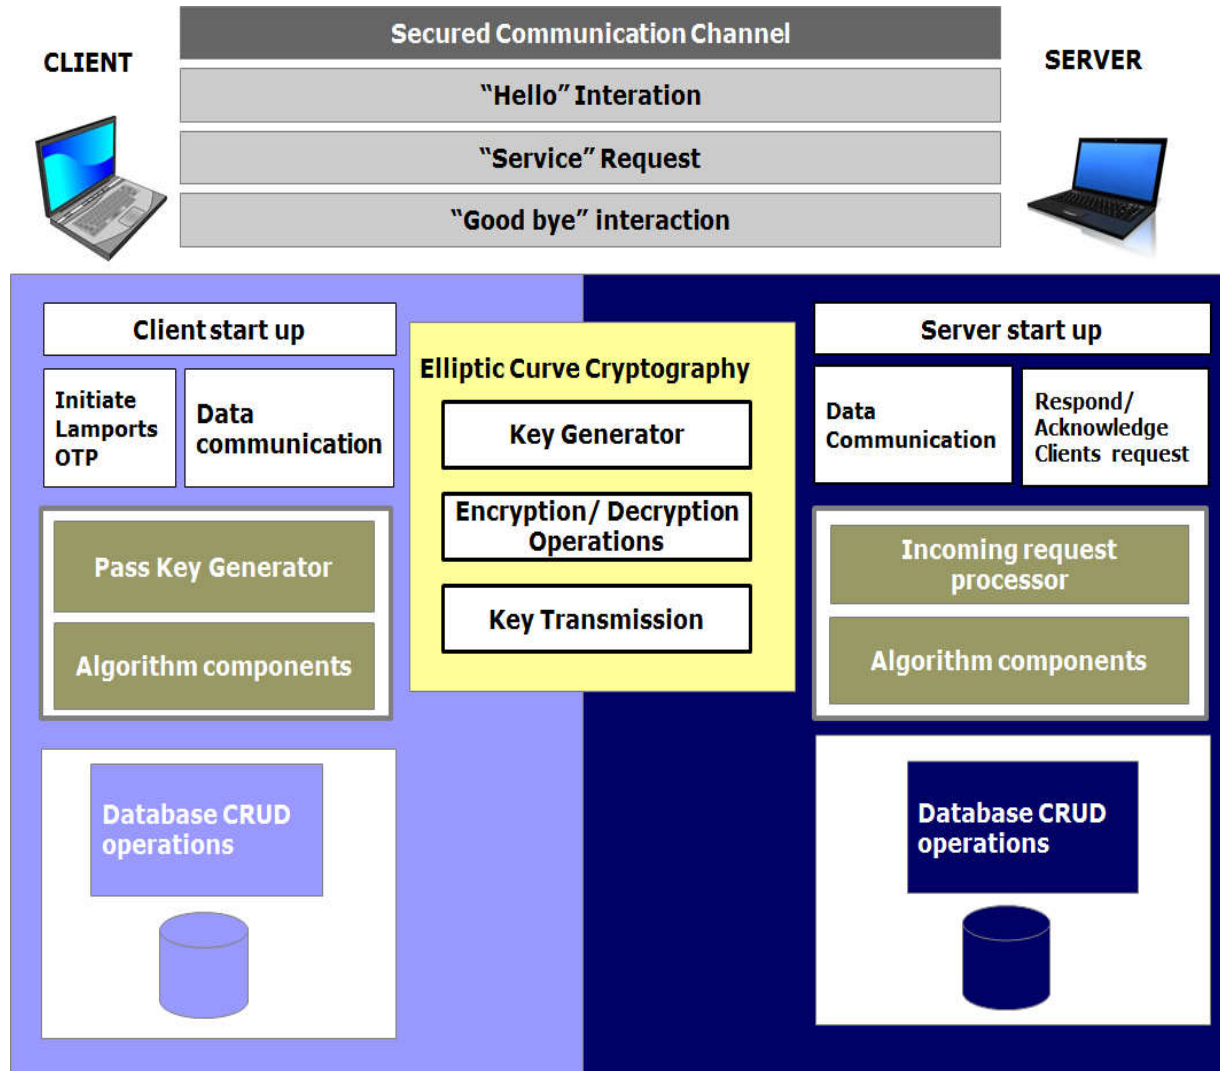 Secured Communication Channel
CLIENT
SERVER
“Hello” Interation
“Service” Request
“Good bye” interaction
Client start up
Initiate
Lamports
OTP
Data
communication
Elliptic Curve Cryptography
Key Generator
Encryption/ Decryption
Operations
Key Transmission
Server start up
Data
Communication
Respond/
Acknowledge
Clients request
Pass Key Generator
Algorithm components
Incoming request
processor
Algorithm components
Database CRUD
operations
Database CRUD
operations